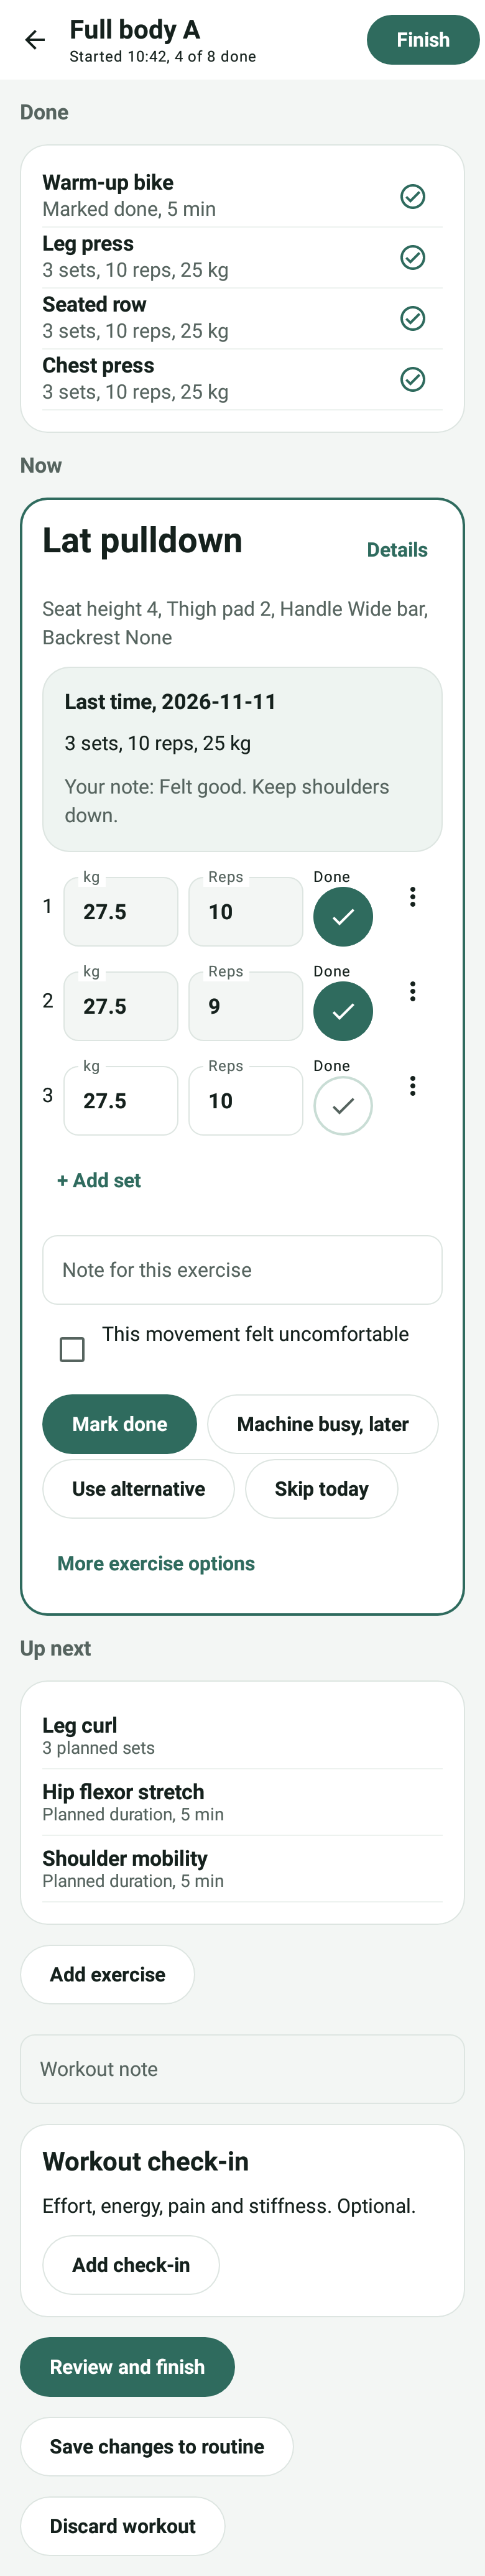 Full body A
Started 10:42, 4 of 8 done
Finish
Done
Warm-up bike
Marked done, 5 min
Leg press
3 sets, 10 reps, 25 kg
Seated row
3 sets, 10 reps, 25 kg
Chest press
3 sets, 10 reps, 25 kg
Now
Lat pulldown
Details
Seat height 4, Thigh pad 2, Handle Wide bar,
Backrest None
Last time, 2026-11-11
3 sets, 10 reps, 25 kg
Your note: Felt good. Keep shoulders
down.
kg Reps Done
1 27.5 10
kg Reps Done
2 27.5 9
kg Reps Done
3 27.5 10
+ Add set
Note for this exercise
This movement felt uncomfortable
Mark done Machine busy, later
Use alternative Skip today
More exercise options
Up next
Leg curl
3 planned sets
Hip flexor stretch
Planned duration, 5 min
Shoulder mobility
Planned duration, 5 min
Add exercise
Workout note
Workout check-in
Effort, energy, pain and stiffness. Optional.
Add check-in
Review and finish
Save changes to routine
Discard workout